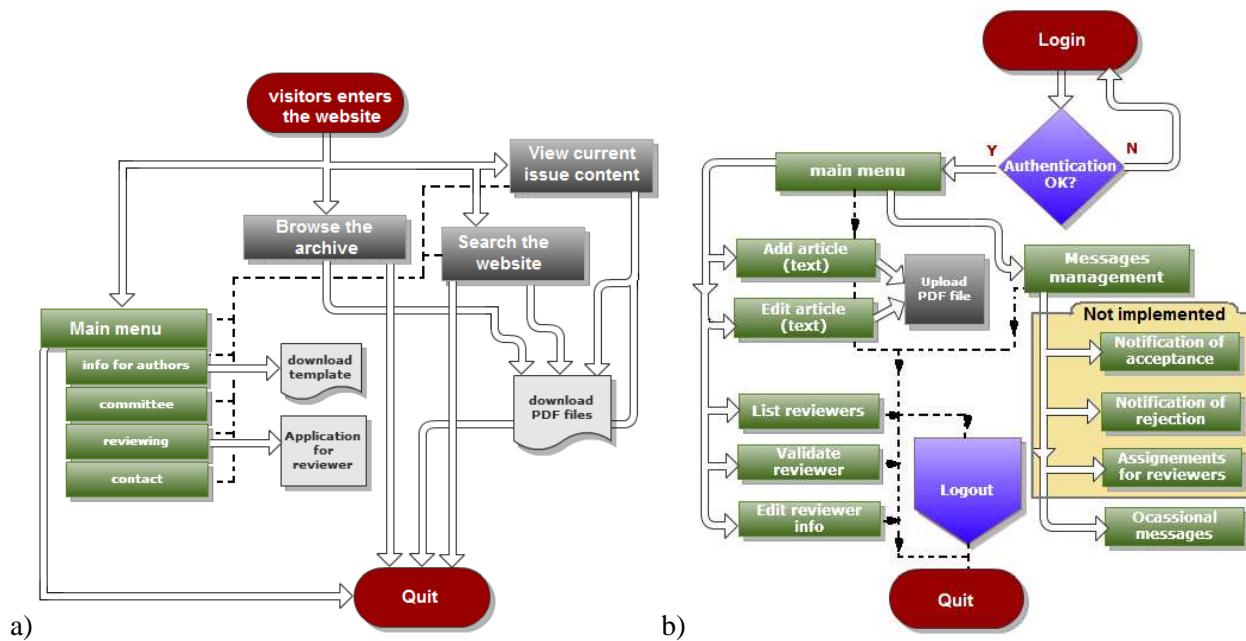 visitors enters
the website
View current
issue content
Browse the
archive
Search the
website
Main menu
info for authors
committee
reviewing
contact
download
template
Application
for
reviewer
download
PDF files
Quit
a)
Login
Authentication
OK?
Y
N
main menu
Add article
(text)
Edit article
(text)
Upload
PDF file
Messages
management
Not implemented
Notification of
acceptance
Notification of
rejection
Assignements
for reviewers
Ocassional
messages
List reviewers
Validate
reviewer
Edit reviewer
info
Logout
Quit
b)